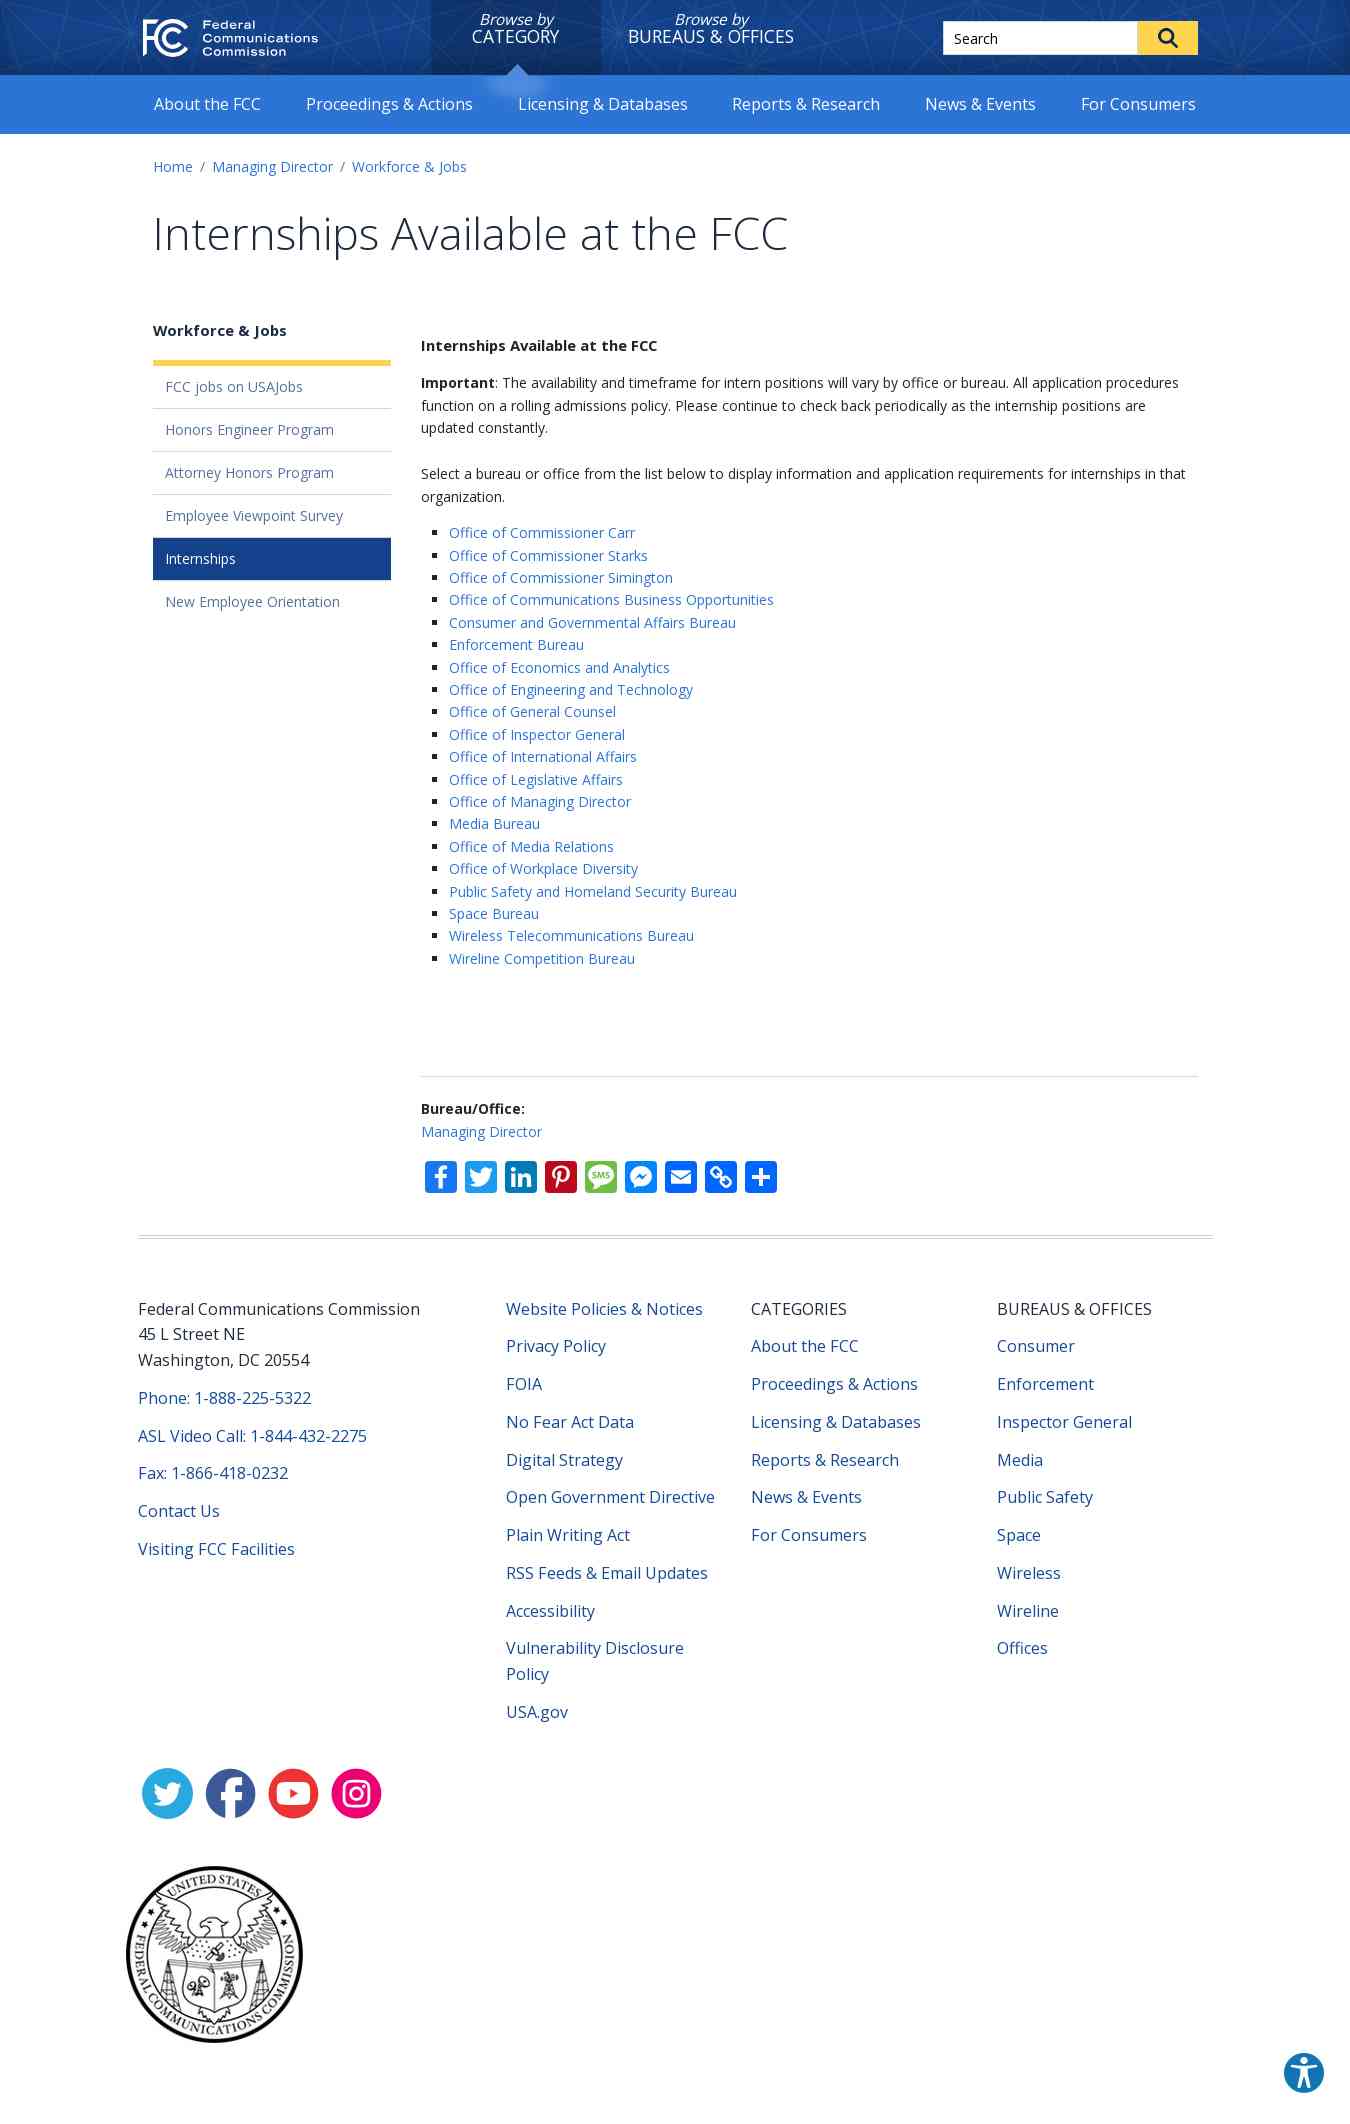 FCC
Federal
Communications
Commission
Browse by
CATEGORY
Browse by
BUREAUS & OFFICES
Search
About the FCC
Proceedings & Actions
Licensing & Databases
Reports & Research
News & Events
For Consumers
Home / Managing Director / Workforce & Jobs
Internships Available at the FCC
Workforce & Jobs
FCC jobs on USAJobs
Honors Engineer Program
Attorney Honors Program
Employee Viewpoint Survey
Internships
New Employee Orientation
Internships Available at the FCC
Important: The availability and timeframe for intern positions will vary by office or bureau. All application procedures
function on a rolling admissions policy. Please continue to check back periodically as the internship positions are
updated constantly.
Select a bureau or office from the list below to display information and application requirements for internships in that
organization.
Office of Commissioner Carr
Office of Commissioner Starks
Office of Commissioner Simington
Office of Communications Business Opportunities
Consumer and Governmental Affairs Bureau
Enforcement Bureau
Office of Economics and Analytics
Office of Engineering and Technology
Office of General Counsel
Office of Inspector General
Office of International Affairs
Office of Legislative Affairs
Office of Managing Director
Media Bureau
Office of Media Relations
Office of Workplace Diversity
Public Safety and Homeland Security Bureau
Space Bureau
Wireless Telecommunications Bureau
Wireline Competition Bureau
Bureau/Office:
Managing Director
SMS
Federal Communications Commission
45 L Street NE
Washington, DC 20554
Phone: 1-888-225-5322
ASL Video Call: 1-844-432-2275
Fax: 1-866-418-0232
Contact Us
Visiting FCC Facilities
Website Policies & Notices
Privacy Policy
FOIA
No Fear Act Data
Digital Strategy
Open Government Directive
Plain Writing Act
RSS Feeds & Email Updates
Accessibility
Vulnerability Disclosure
Policy
USA.gov
CATEGORIES
About the FCC
Proceedings & Actions
Licensing & Databases
Reports & Research
News & Events
For Consumers
BUREAUS & OFFICES
Consumer
Enforcement
Inspector General
Media
Public Safety
Space
Wireless
Wireline
Offices
UNITED STATES
FEDERAL COMMUNICATIONS COMMISSION